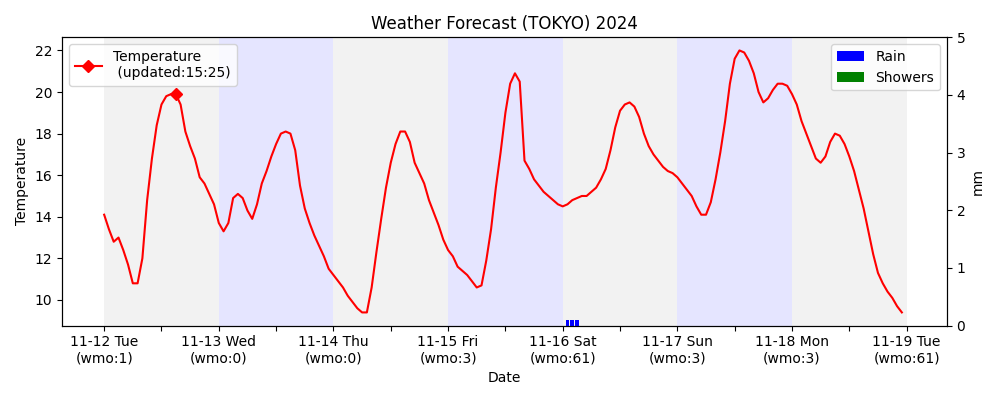 Weather Forecast (TOKYO) 2024
Temperature
(updated:15:25)
Rain
Showers
Temperature
22
20
18
16
14
12
10
5
4
3
2
1
0
mm
11-12 Tue
(wmo:1)
11-13 Wed
(wmo:0)
11-14 Thu
(wmo:0)
11-15 Fri
(wmo:3)
11-16 Sat
(wmo:61)
11-17 Sun
(wmo:3)
11-18 Mon
(wmo:3)
11-19 Tue
(wmo:61)
Date